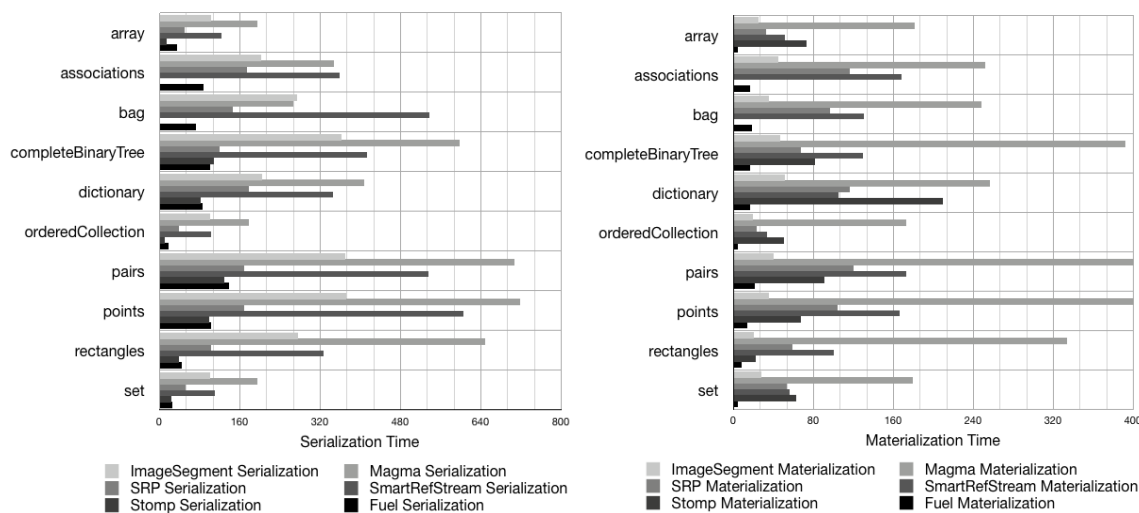 array
associations
bag
completeBinaryTree
dictionary
orderedCollection
pairs
points
rectangles
set
0 160 320 480 640 800
Serialization Time
ImageSegment Serialization Magma Serialization
SRP Serialization SmartRefStream Serialization
Stomp Serialization Fuel Serialization
array
associations
bag
completeBinaryTree
dictionary
orderedCollection
pairs
points
rectangles
set
0 80 160 240 320 400
Materialization Time
ImageSegment Materialization Magma Materialization
SRP Materialization SmartRefStream Materialization
Stomp Materialization Fuel Materialization